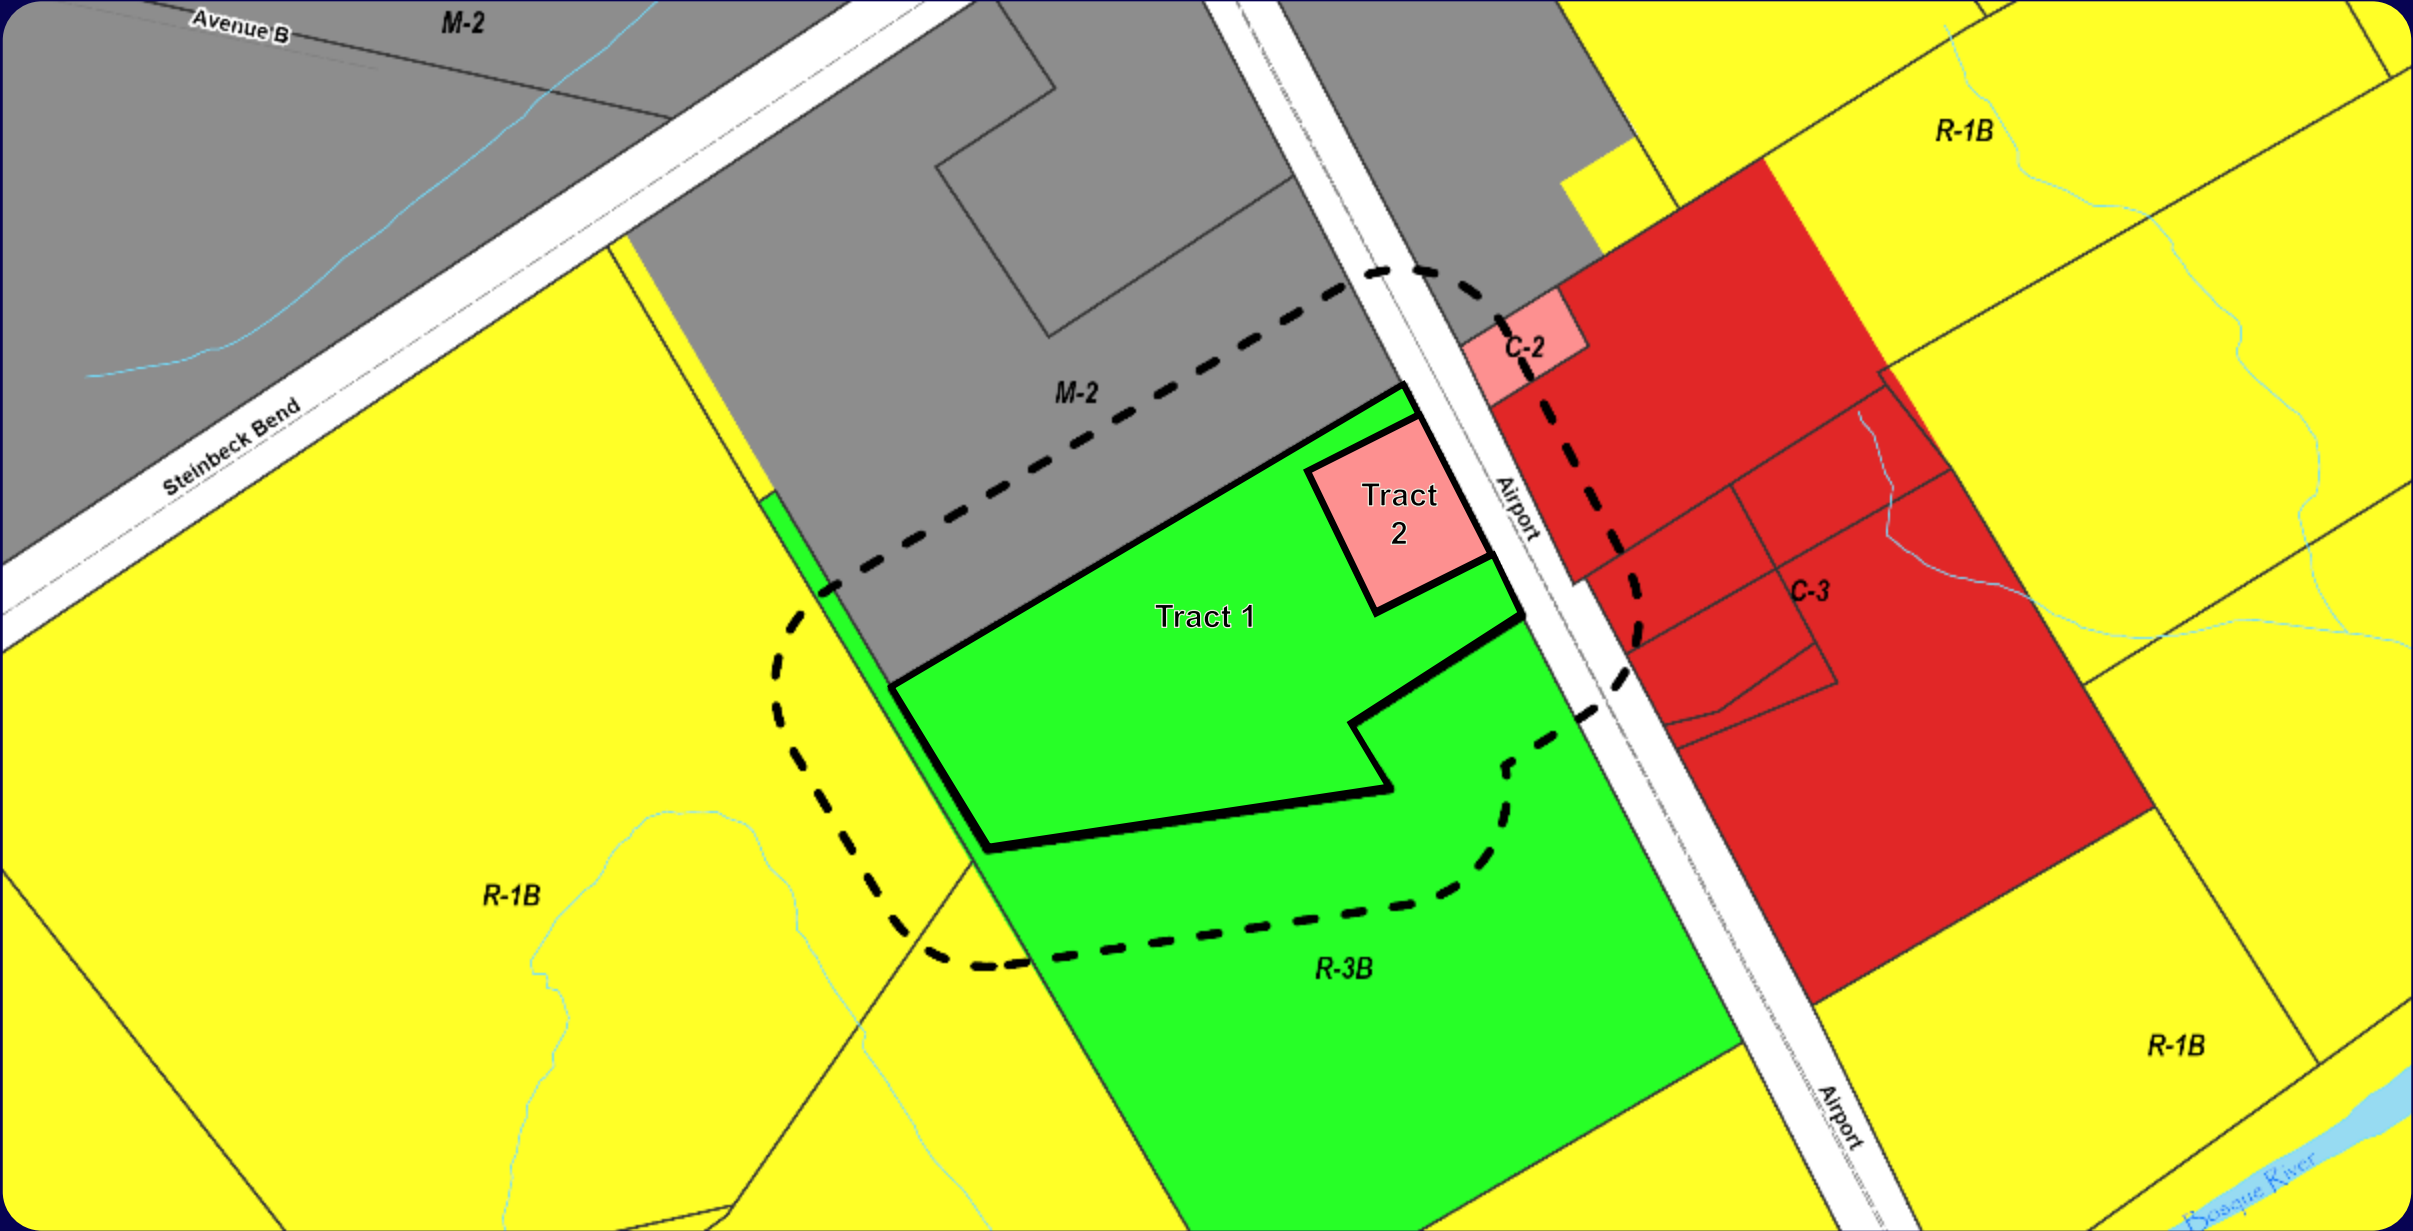 Avenue B
M-2
R-1B
C-2
M-2
Steinbeck Bend
Tract
2
Airport
C-3
Tract 1
R-1B
R-3B
R-1B
Airport
Bosque River